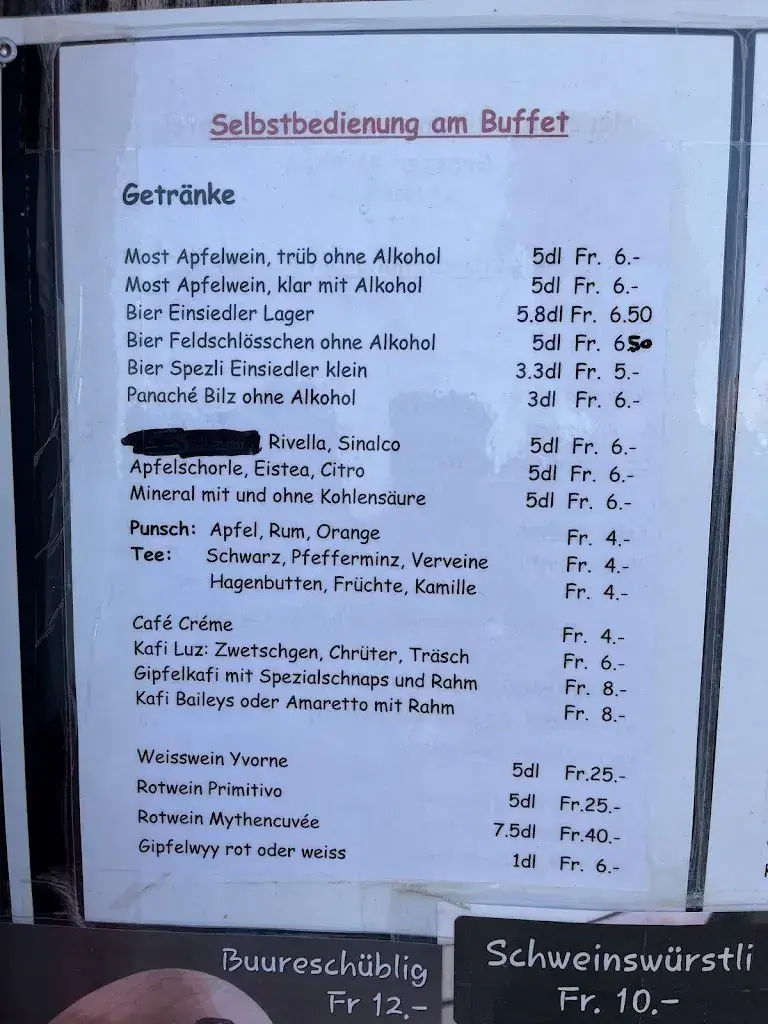 Selbstbedienung am Buffet
Getränke
Most Apfelwein, trüb ohne Alkohol 5dl Fr. 6.-
Most Apfelwein, klar mit Alkohol 5dl Fr. 6.-
Bier Einsiedler Lager 5.8dl Fr. 6.50
Bier Feldschlösschen ohne Alkohol 5dl Fr. 6.50
Bier Spezli Einsiedler klein 3.3dl Fr. 5.-
Panaché Bilz ohne Alkohol 3dl Fr. 6.-
Rivella, Sinalco 5dl Fr. 6.-
Apfelschorle, Eistea, Citro 5dl Fr. 6.-
Mineral mit und ohne Kohlensäure 5dl Fr. 6.-
Punsch: Apfel, Rum, Orange Fr. 4.-
Tee: Schwarz, Pfefferminz, Verveine Fr. 4.-
Hagenbutten, Früchte, Kamille Fr. 4.-
Café Créme Fr. 4.-
Kafi Luz: Zwetschgen, Chrüter, Träsch Fr. 6.-
Gipfelkafi mit Spezialschnaps und Rahm Fr. 8.-
Kafi Baileys oder Amaretto mit Rahm Fr. 8.-
Weisswein Yvorne 5dl Fr.25.-
Rotwein Primitivo 5dl Fr.25.-
Rotwein Mythencuvée 7.5dl Fr.40.-
Gipfelwyy rot oder weiss 1dl Fr. 6.-
Buureschüblig
Fr 12.-
Schweinswürstli
Fr. 10.-